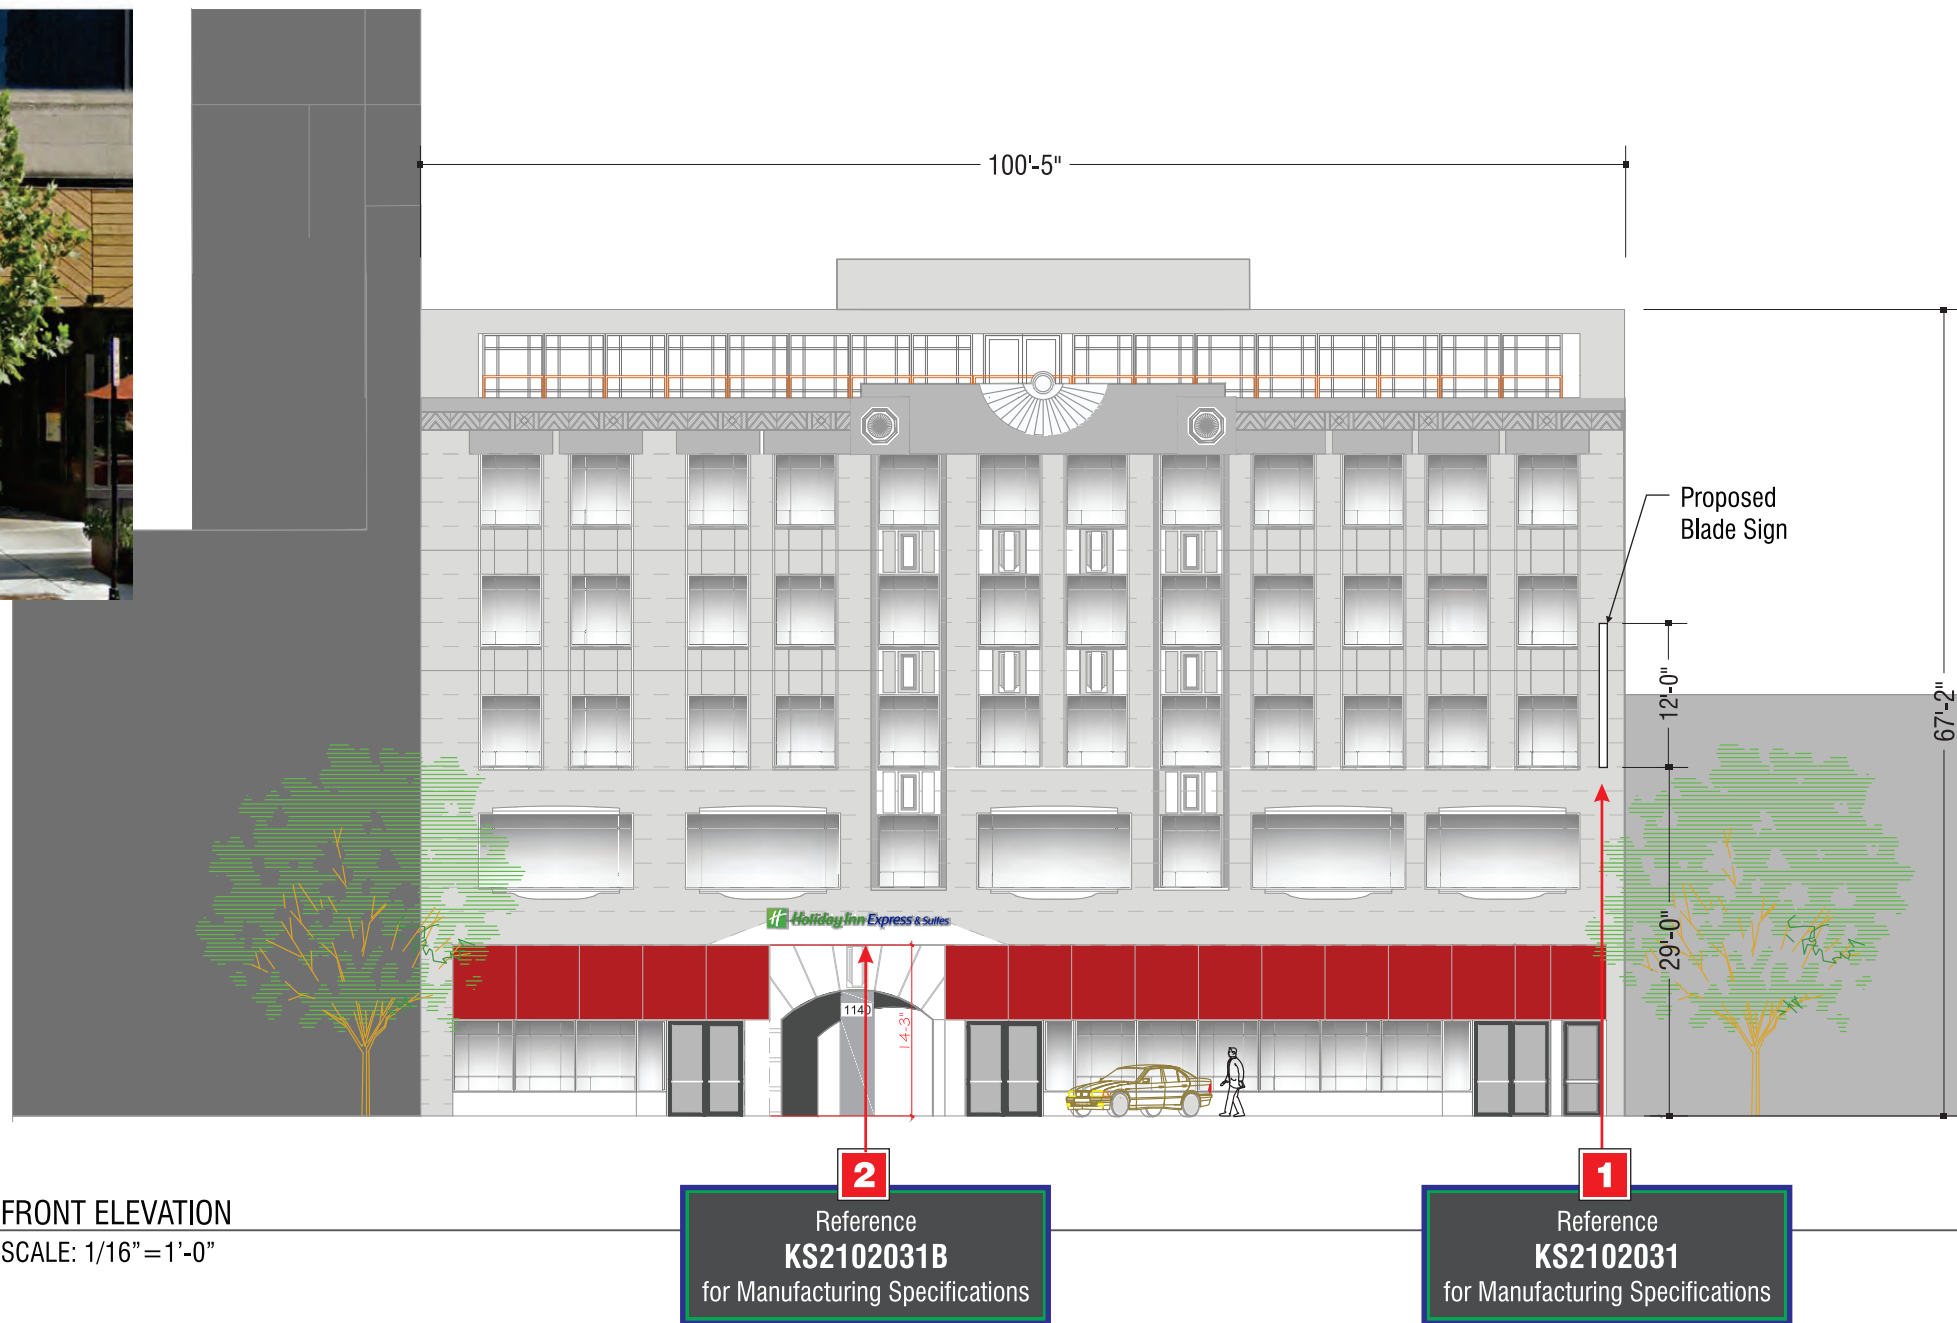 100'-5"
Proposed
Blade Sign
12'-0"
67'-2"
29'-0"
H Holiday Inn Express & Suites
1140
14'-3"
2
1
Reference
KS2102031B
for Manufacturing Specifications
Reference
KS2102031
for Manufacturing Specifications
FRONT ELEVATION
SCALE: 1/16”=1’-0”